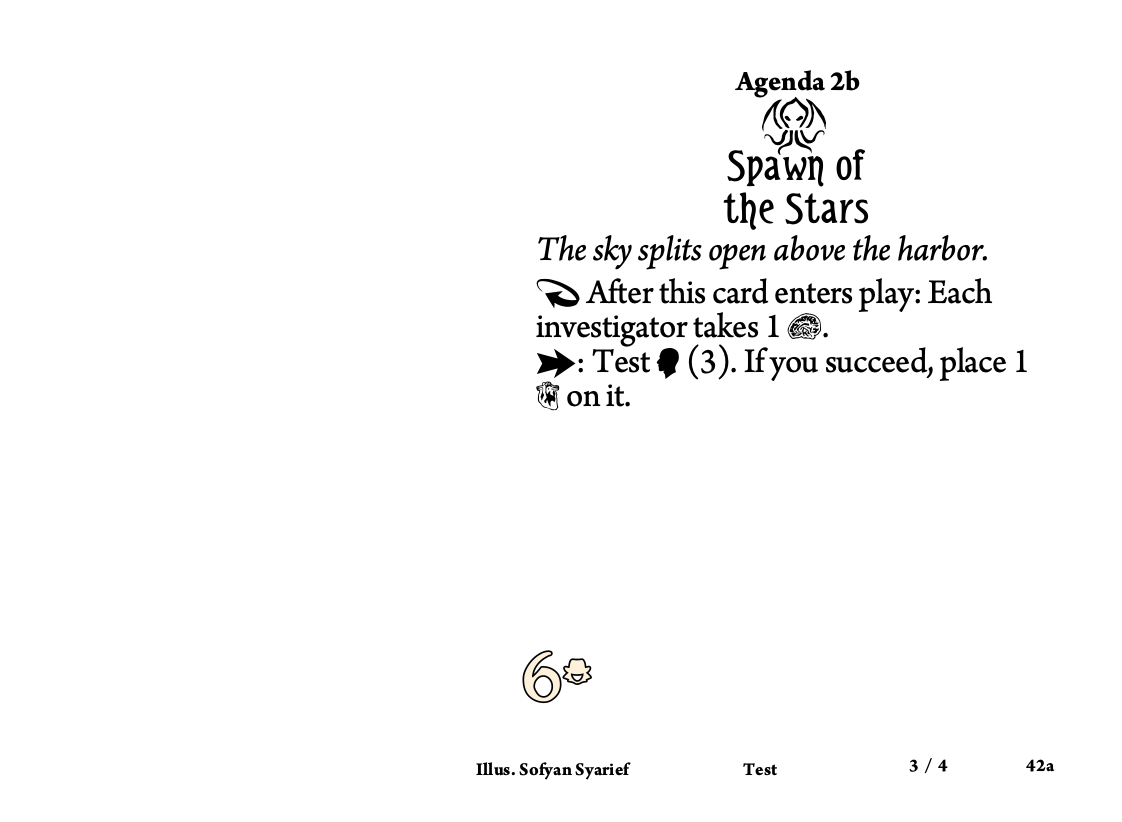 Agenda 2b
Spawn of
the Stars
The sky splits open above the harbor.
After this card enters play: Each
investigator takes 1 .
: Test (3). If you succeed, place 1
on it.
6
Illus. Sofyan Syarief
Test
3 / 4
42a